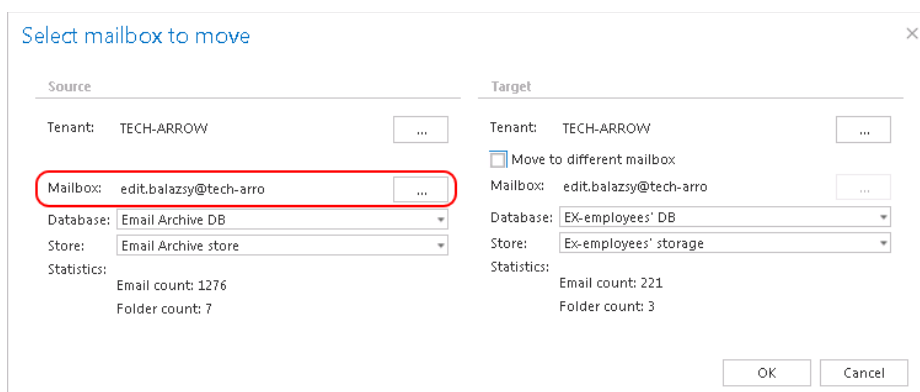 Select mailbox to move
Source
Tenant: TECH-ARROW ...
Mailbox: edit.balazsy@tech-arro ...
Database: Email Archive DB
Store: Email Archive store
Statistics:
Email count: 1276
Folder count: 7
Target
Tenant: TECH-ARROW ...
Move to different mailbox
Mailbox: edit.balazsy@tech-arro ...
Database: EX-employees' DB
Store: Ex-employees' storage
Statistics:
Email count: 221
Folder count: 3
OK Cancel